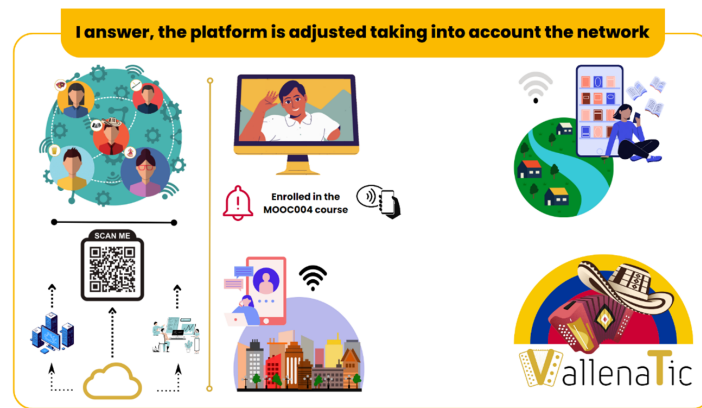 I answer, the platform is adjusted taking into account the network
Enrolled in the
MOOC004 course
SCAN ME
VallenaTic